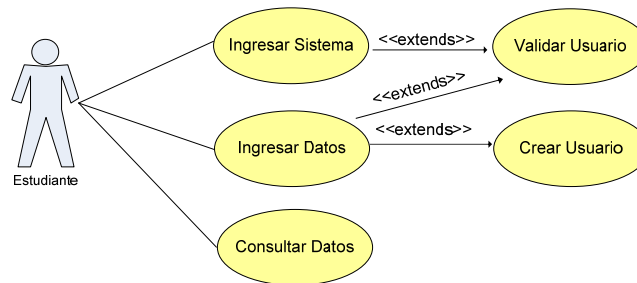 Ingresar Sistema
<<extends>>
Validar Usuario
<<extends>>
Ingresar Datos
<<extends>>
Crear Usuario
Estudiante
Consultar Datos